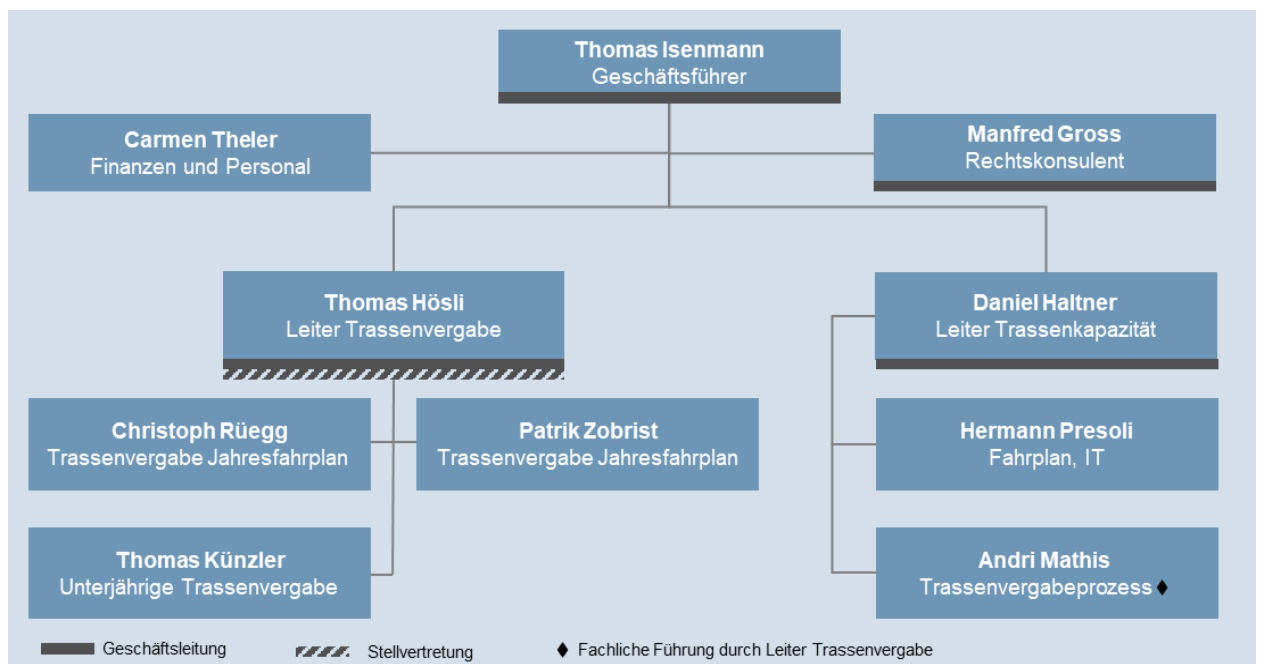 Thomas Isenmann
Geschäftsführer
Carmen Theler
Finanzen und Personal
Manfred Gross
Rechtskonsulent
Thomas Hösli
Leiter Trassenvergabe
Daniel Haltner
Leiter Trassenkapazität
Christoph Rüegg
Trassenvergabe Jahresfahrplan
Patrik Zobrist
Trassenvergabe Jahresfahrplan
Hermann Presoli
Fahrplan, IT
Thomas Künzler
Unterjährige Trassenvergabe
Andri Mathis
Trassenvergabeprozess ♦
Geschäftsleitung
Stellvertretung
♦ Fachliche Führung durch Leiter Trassenvergabe